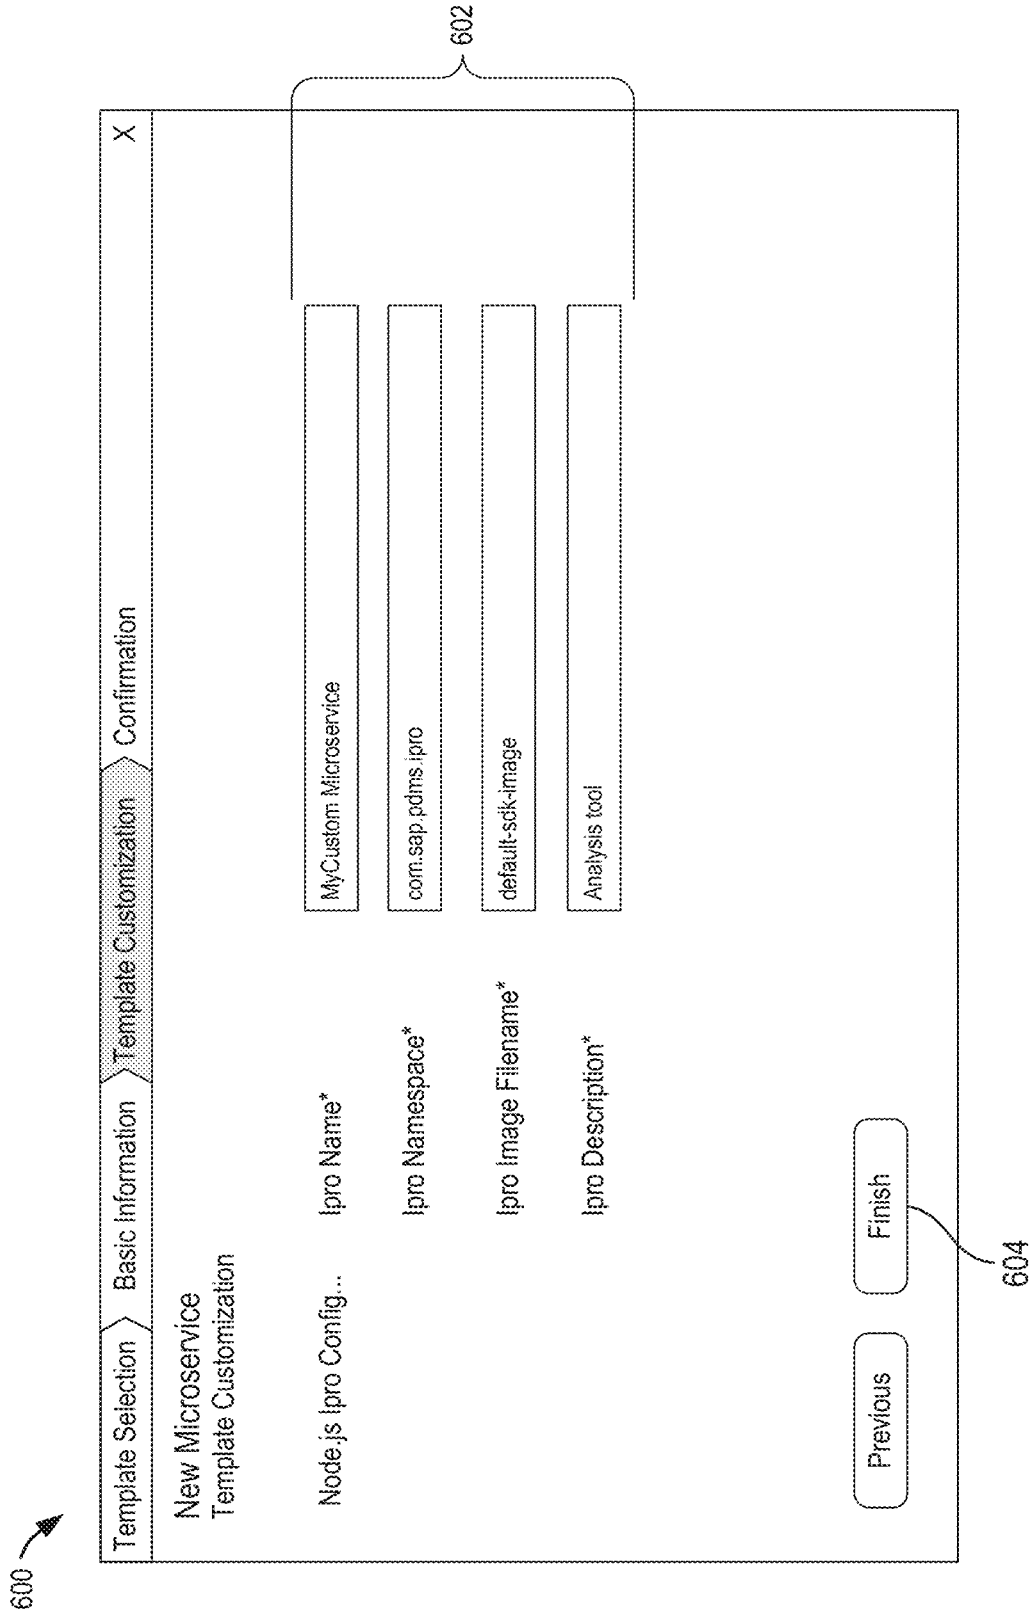 600
Template Selection Basic Information Template Customization Confirmation X
New Microservice
Template Customization
Node.js Ipro Config... Ipro Name* MyCustom Microservice
Ipro Namespace* com.sap.pdms.ipro
Ipro Image Filename* default-sdk-image
Ipro Description* Analysis tool
602
Previous Finish
604